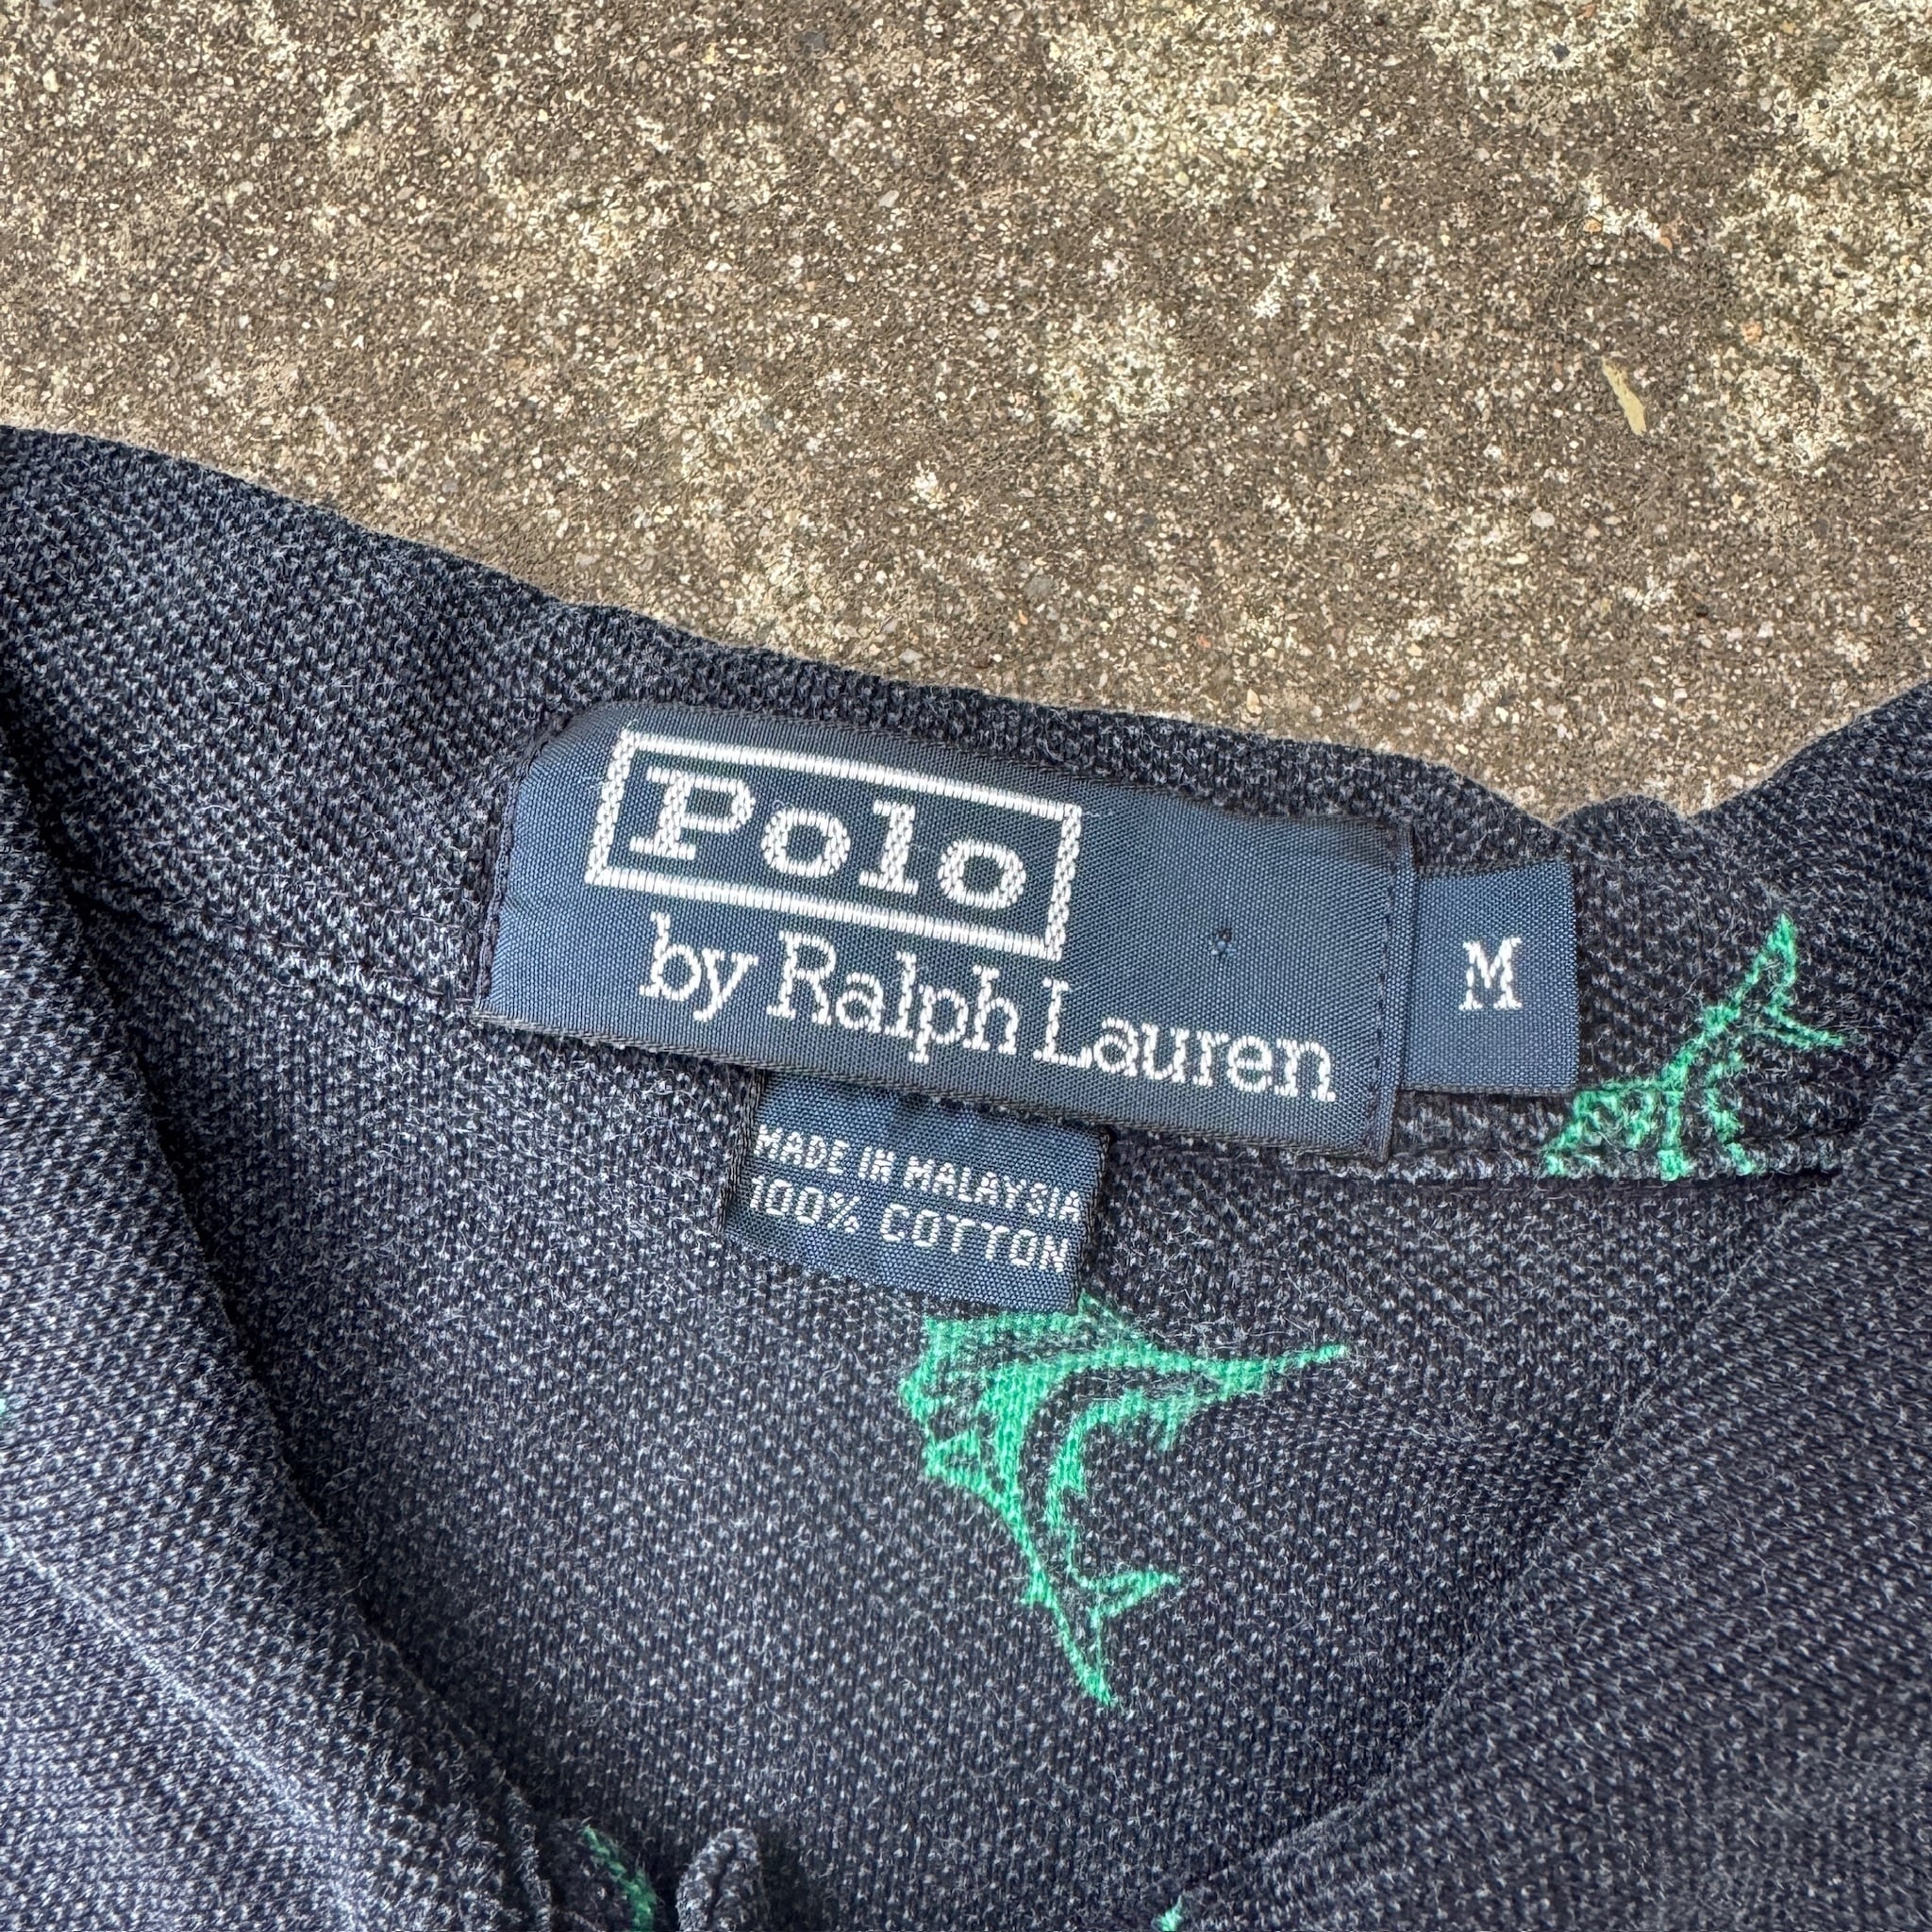 Polo
by Ralph Lauren
M
MADE IN MALAYSIA
100% COTTON